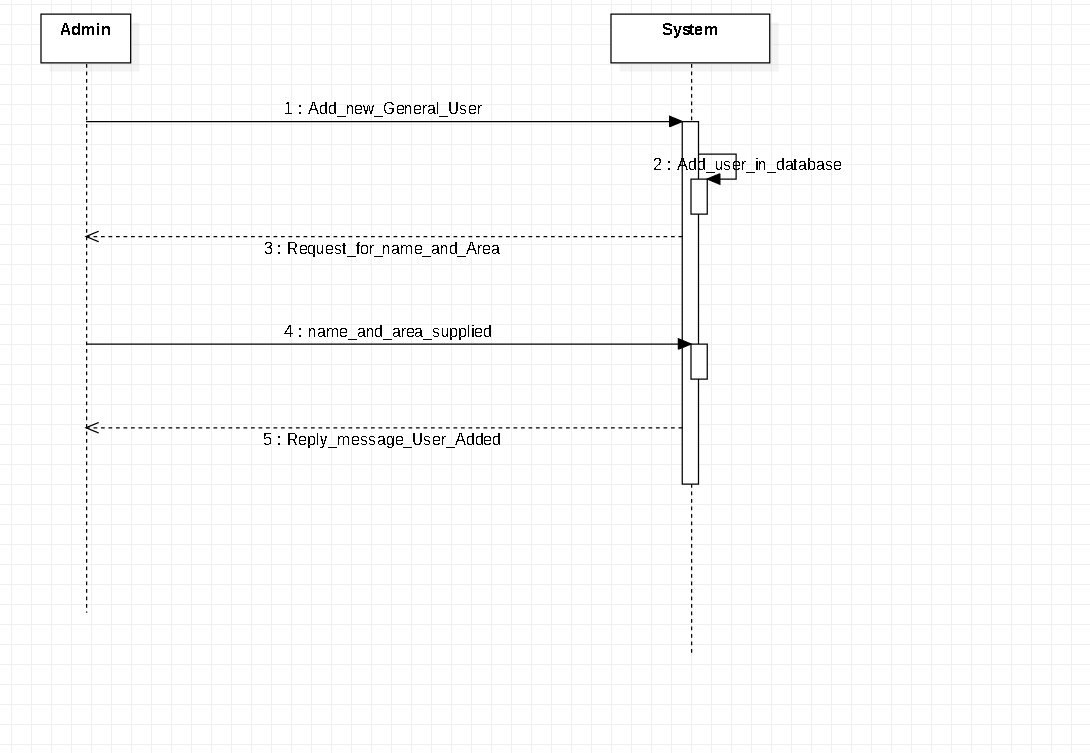 Admin
System
1 : Add_new_General_User
2 : Add_user_in_database
3 : Request_for_name_and_Area
4 : name_and_area_supplied
5 : Reply_message_User_Added